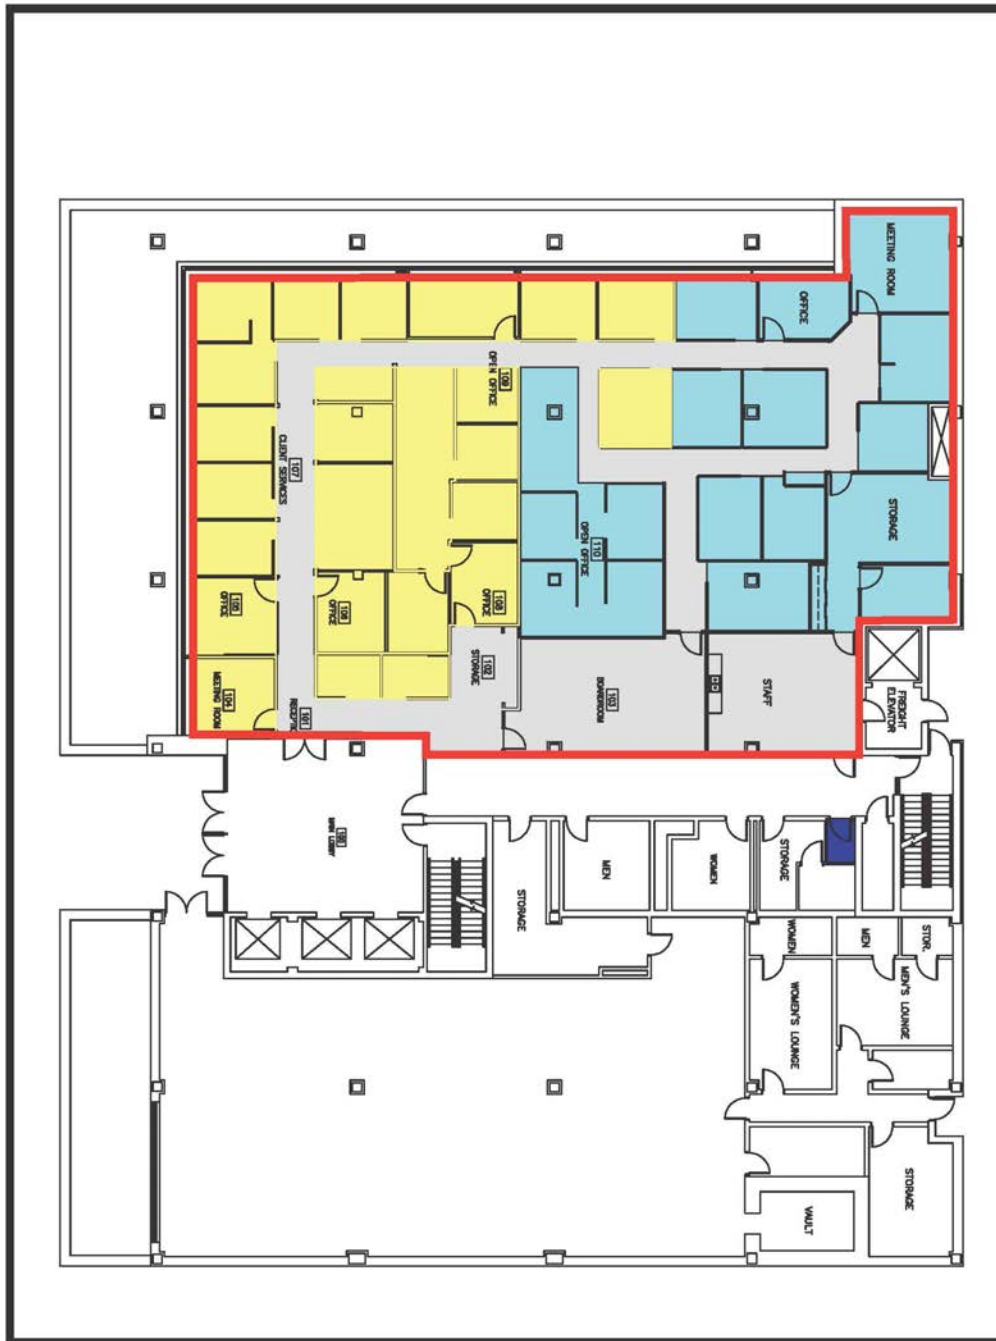 MEETING ROOM
OFFICE
109
OPEN OFFICE
107
CLIENT SERVICES
STORAGE
110
OPEN OFFICE
105
OFFICE
108
OFFICE
108
OFFICE
102
STORAGE
103
BOARDROOM
STAFF
FREIGHT
ELEVATOR
104
MEETING ROOM
101
100
MAIN LOBBY
STORAGE
MEN
WOMEN
STORAGE
WOMEN
MEN
STOR.
WOMEN'S LOUNGE
MEN'S LOUNGE
STORAGE
VAULT